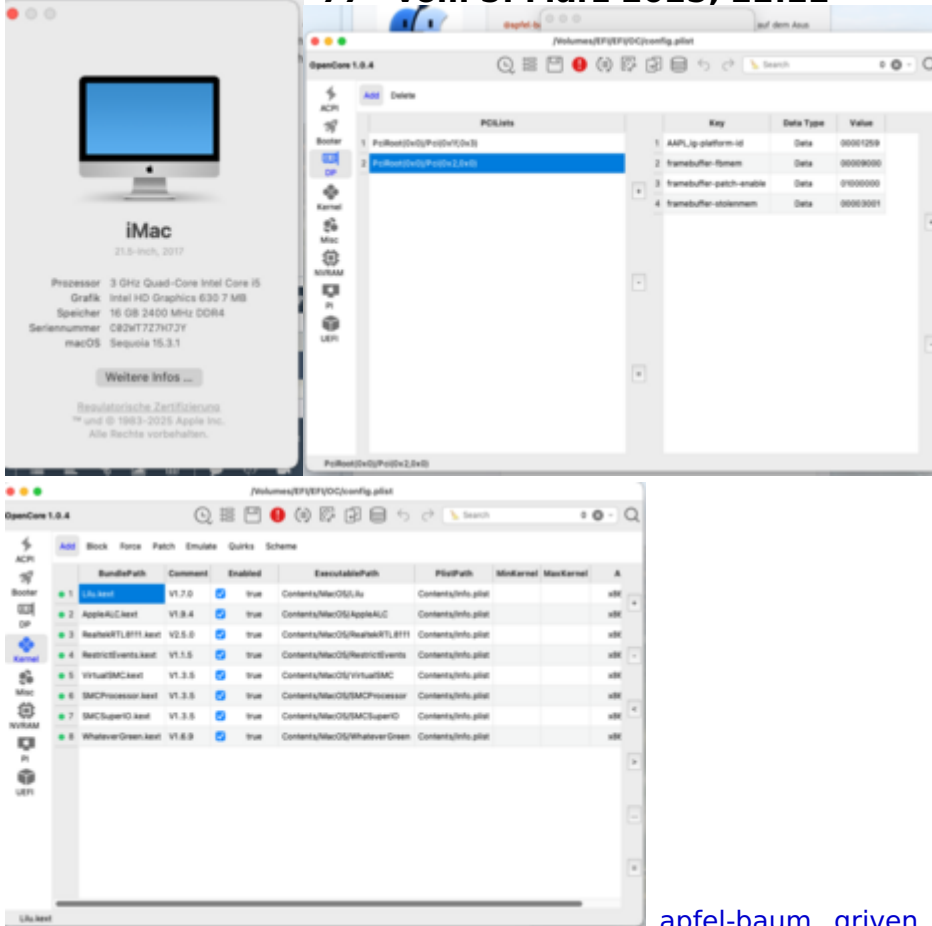 /Volumes/EFI/EFI/OC/config.plist
auf dem Asus
OpenCore 1.0.4
Search
ACPI
Booter
DP
Kernel
Misc
NVRAM
PI
UEFI
Add Delete
PCILists
1 PciRoot(0x0)/Pci(0x1f,0x3)
2 PciRoot(0x0)/Pci(0x2,0x0)
Key Data Type Value
1 AAPL,ig-platform-id Data 00001259
2 framebuffer-fbmem Data 00009000
3 framebuffer-patch-enable Data 01000000
4 framebuffer-stolenmem Data 00003001
PciRoot(0x0)/Pci(0x2,0x0)
iMac
21.5-inch, 2017
Prozessor 3 GHz Quad-Core Intel Core i5
Grafik Intel HD Graphics 630 7 MB
Speicher 16 GB 2400 MHz DDR4
Seriennummer C02WT7Z7H7JY
macOS Sequoia 15.3.1
Weitere Infos ...
Regulatorische Zertifizierung
™ und © 1983-2025 Apple Inc.
Alle Rechte vorbehalten.
/Volumes/EFI/EFI/OC/config.plist
OpenCore 1.0.4
Search
ACPI
Booter
DP
Kernel
Misc
NVRAM
PI
UEFI
Add Block Force Patch Emulate Quirks Scheme
BundlePath Comment Enabled ExecutablePath PlistPath MinKernel MaxKernel A
1 Lilu.kext V1.7.0 true Contents/MacOS/Lilu Contents/Info.plist
2 AppleALC.kext V1.9.4 true Contents/MacOS/AppleALC Contents/Info.plist
3 RealtekRTL8111.kext V2.5.0 true Contents/MacOS/RealtekRTL8111 Contents/Info.plist
4 RestrictEvents.kext V1.1.5 true Contents/MacOS/RestrictEvents Contents/Info.plist
5 VirtualSMC.kext V1.3.5 true Contents/MacOS/VirtualSMC Contents/Info.plist
6 SMCProcessor.kext V1.3.5 true Contents/MacOS/SMCProcessor Contents/Info.plist
7 SMCSuperIO.kext V1.3.5 true Contents/MacOS/SMCSuperIO Contents/Info.plist
8 WhateverGreen.kext V1.6.9 true Contents/MacOS/WhateverGreen Contents/Info.plist
Lilu.kext
apfel-baum griven